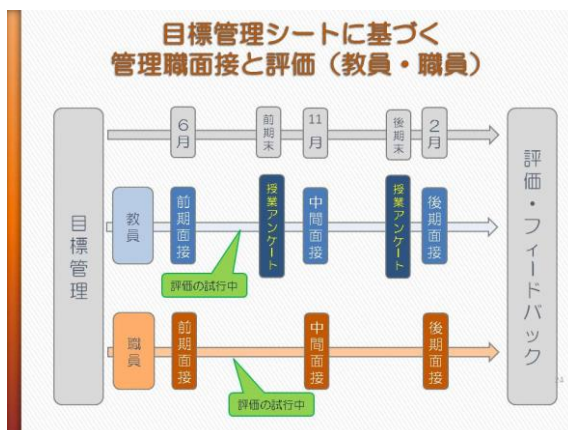 目標管理シートに基づく
管理職面接と評価（教員・職員）
目標管理
6月
前期末
11月
後期末
2月
教員
前期面接
授業アンケート
中間面接
授業アンケート
後期面接
評価の試行中
職員
前期面接
中間面接
後期面接
評価の試行中
評価・フィードバック